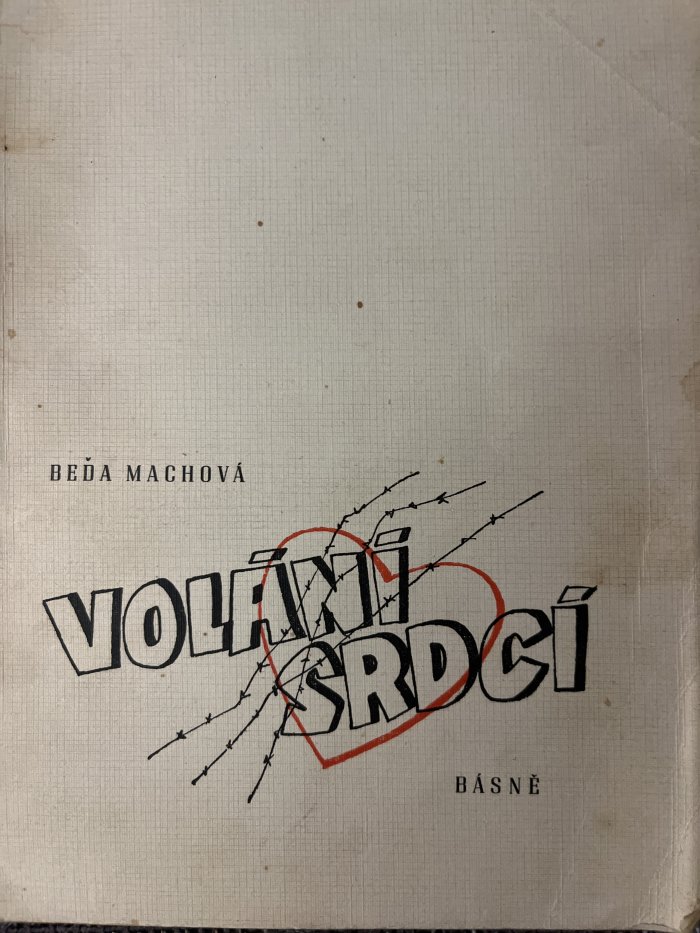 BEĎA MACHOVÁ
VOLÁNÍ
SRDCÍ
BÁSNĚ